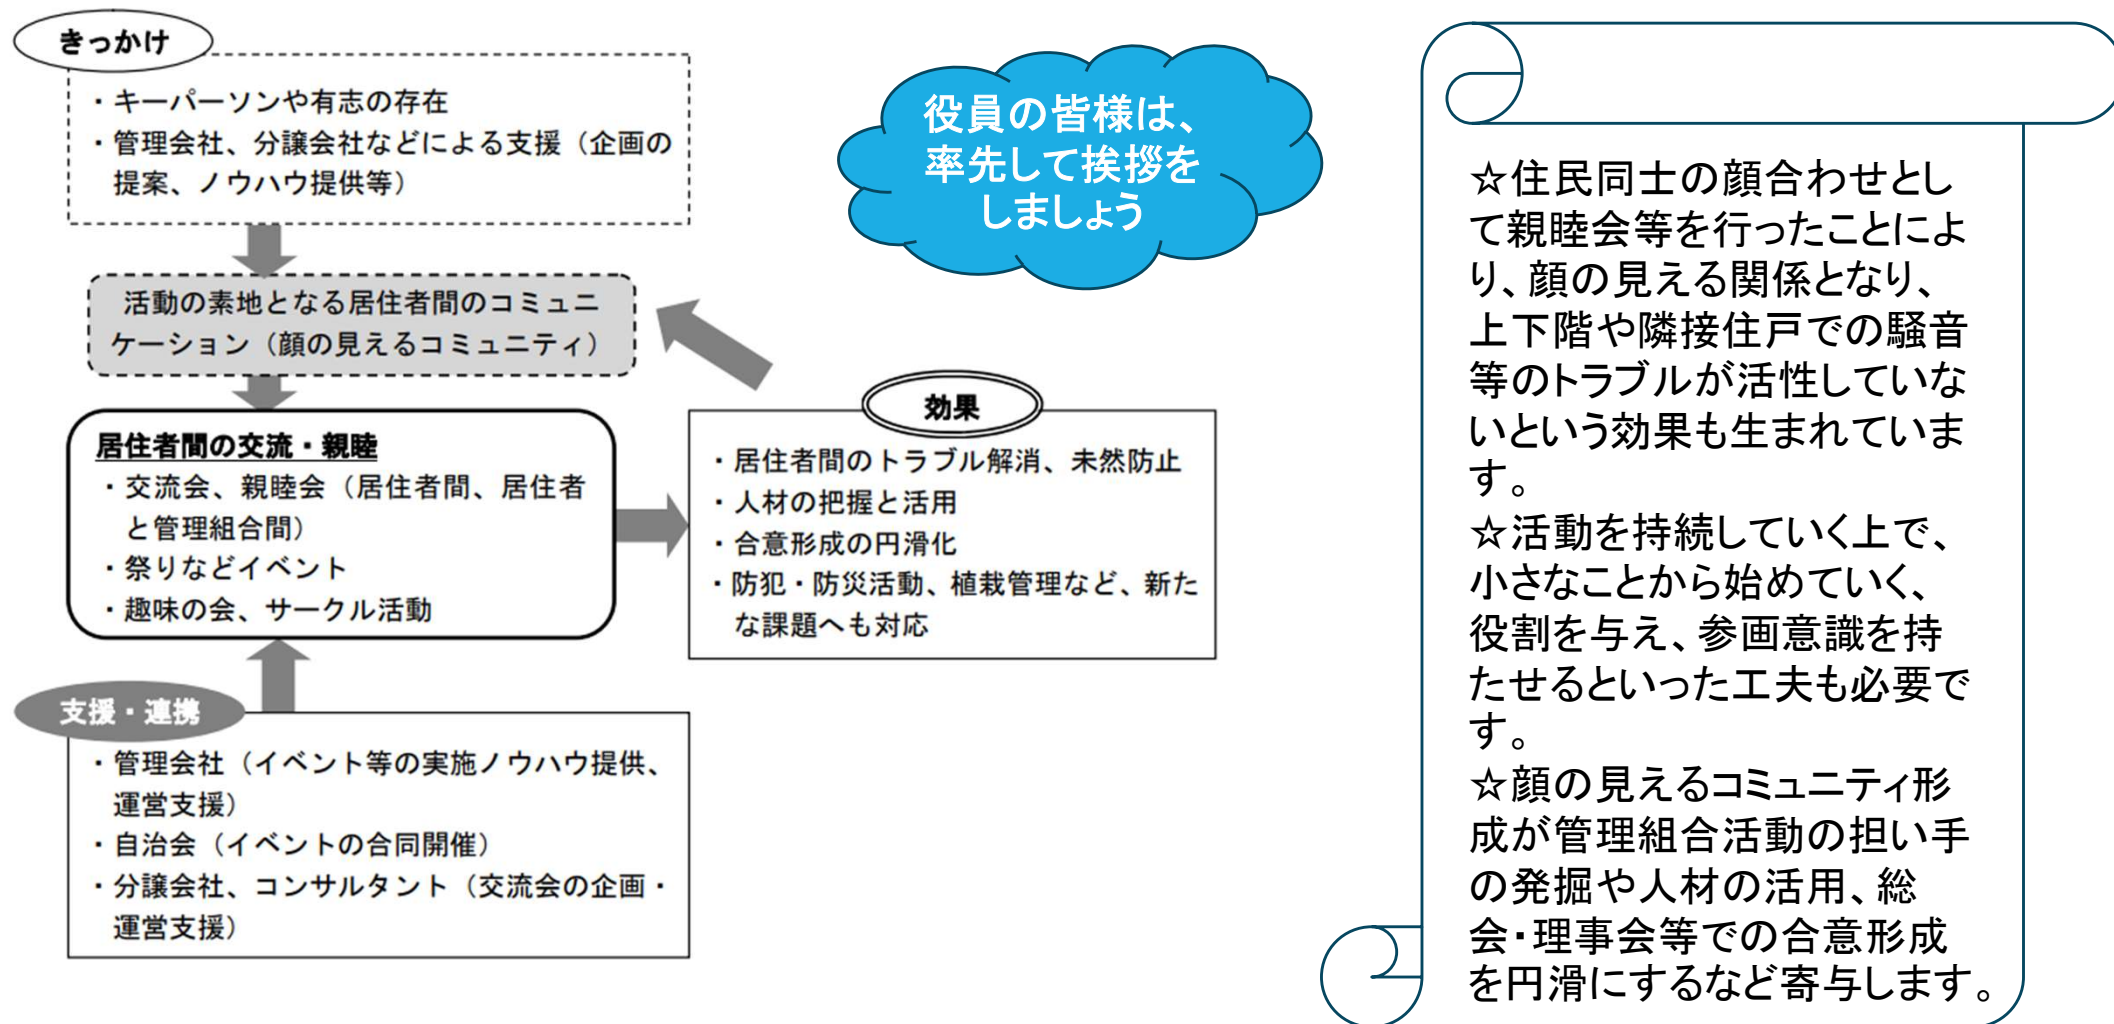 きっかけ
・キーパーソンや有志の存在
・管理会社、分譲会社などによる支援（企画の
提案、ノウハウ提供等）
活動の素地となる居住者間のコミュニ
ケーション（顔の見えるコミュニティ）
居住者間の交流・親睦
・交流会、親睦会（居住者間、居住者
と管理組合間）
・祭りなどイベント
・趣味の会、サークル活動
支援・連携
・管理会社（イベント等の実施ノウハウ提供、
運営支援）
・自治会（イベントの合同開催）
・分譲会社、コンサルタント（交流会の企画・
運営支援）
効果
・居住者間のトラブル解消、未然防止
・人材の把握と活用
・合意形成の円滑化
・防犯・防災活動、植栽管理など、新た
な課題へも対応
役員の皆様は、
率先して挨拶を
しましょう
☆住民同士の顔合わせとし
て親睦会等を行ったことによ
り、顔の見える関係となり、
上下階や隣接住戸での騒音
等のトラブルが活性していな
いという効果も生まれていま
す。
☆活動を持続していく上で、
小さなことから始めていく、
役割を与え、参画意識を持
たせるといった工夫も必要で
す。
☆顔の見えるコミュニティ形
成が管理組合活動の担い手
の発掘や人材の活用、総
会・理事会等での合意形成
を円滑にするなど寄与します。